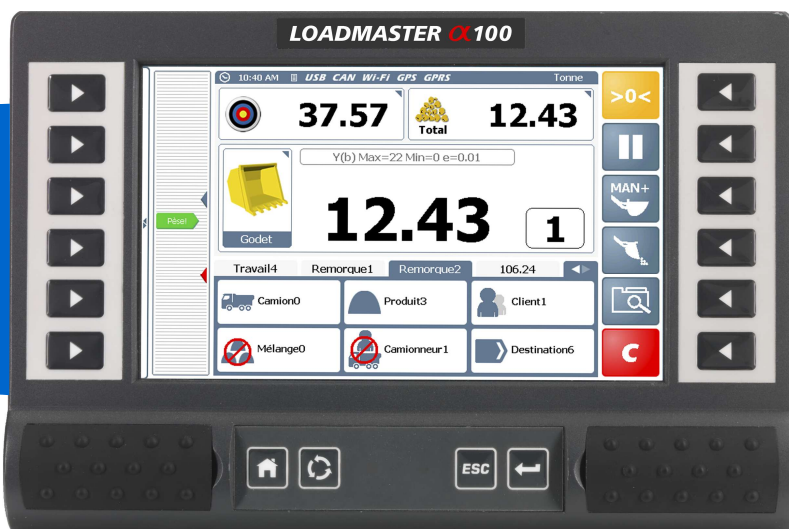 LOADMASTER α100
10:40 AM USB CAN Wi-Fi GPS GPRS Tonne
37.57
Total 12.43
>0<
Y(b) Max=22 Min=0 e=0.01
Godet
12.43
1
MAN+
Pèse!
Travail4 Remorque1 Remorque2 106.24
Camion0 Produit3 Client1
Mélange0 Camionneur1 Destination6
C
ESC